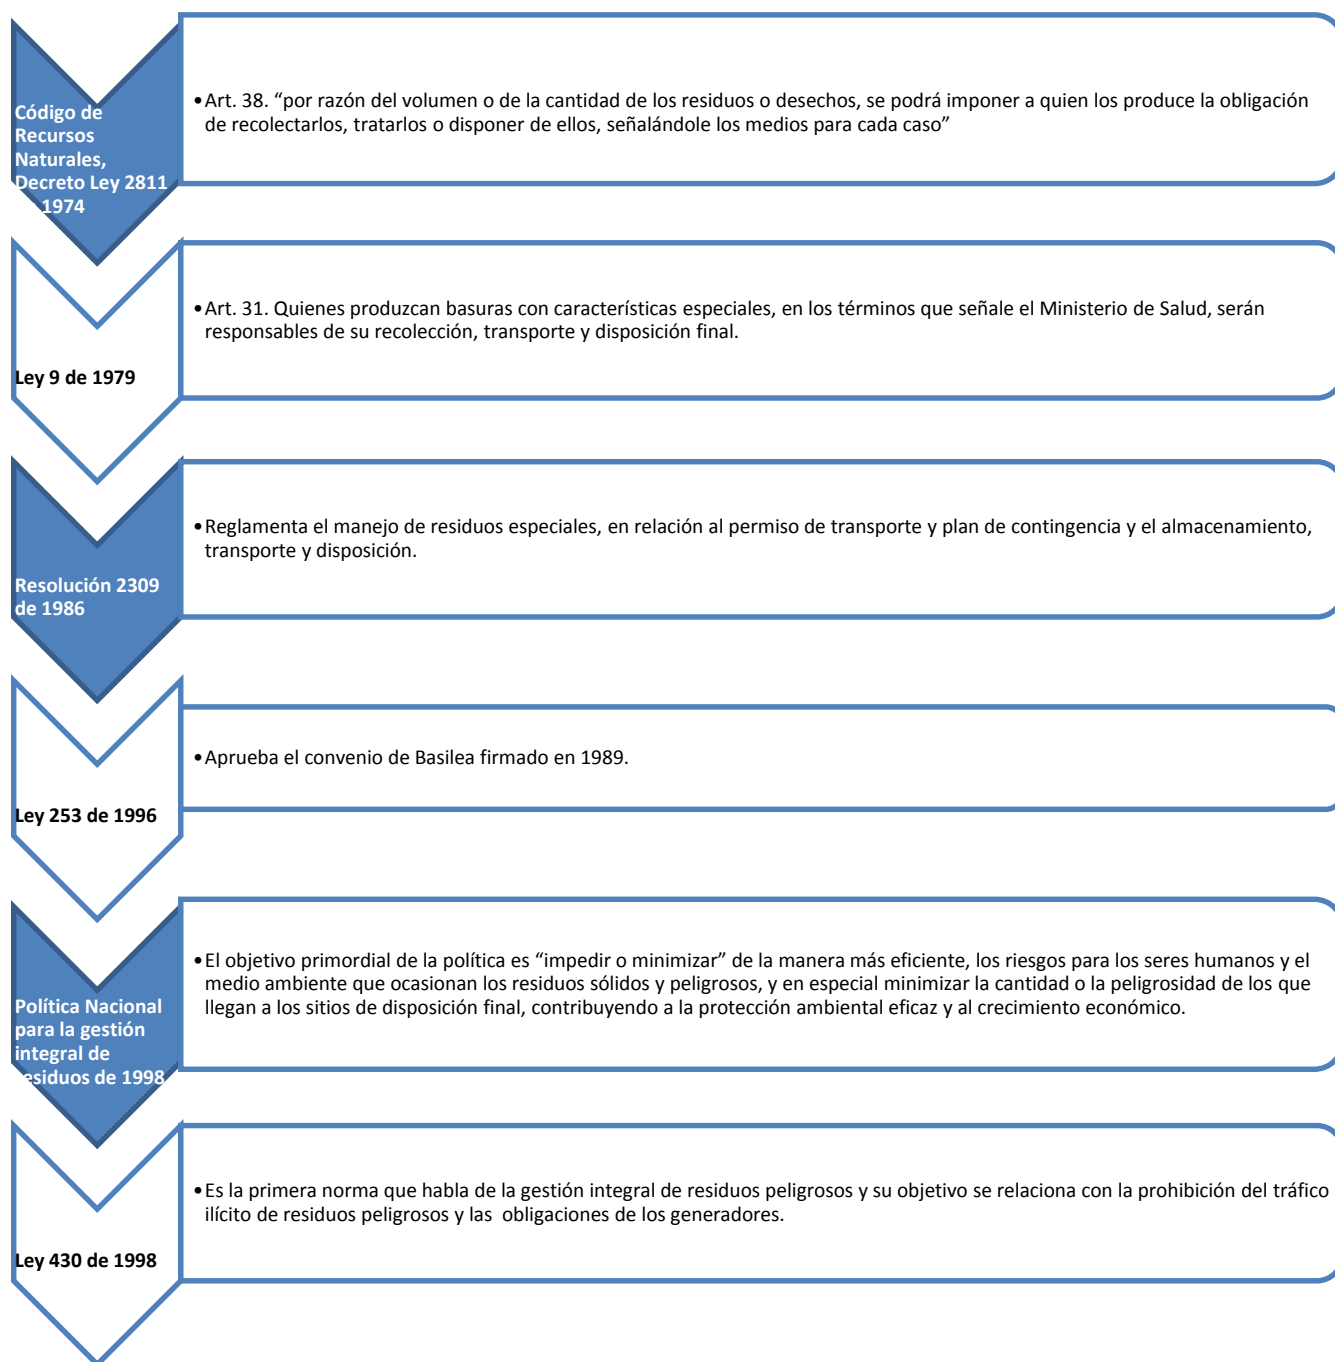 Código de
Recursos
Naturales,
Decreto Ley 2811
1974
•Art. 38. “por razón del volumen o de la cantidad de los residuos o desechos, se podrá imponer a quien los produce la obligación
de recolectarlos, tratarlos o disponer de ellos, señalándole los medios para cada caso”
Ley 9 de 1979
•Art. 31. Quienes produzcan basuras con características especiales, en los términos que señale el Ministerio de Salud, serán
responsables de su recolección, transporte y disposición final.
Resolución 2309
de 1986
•Reglamenta el manejo de residuos especiales, en relación al permiso de transporte y plan de contingencia y el almacenamiento,
transporte y disposición.
Ley 253 de 1996
•Aprueba el convenio de Basilea firmado en 1989.
Política Nacional
para la gestión
integral de
residuos de 1998
•El objetivo primordial de la política es “impedir o minimizar” de la manera más eficiente, los riesgos para los seres humanos y el
medio ambiente que ocasionan los residuos sólidos y peligrosos, y en especial minimizar la cantidad o la peligrosidad de los que
llegan a los sitios de disposición final, contribuyendo a la protección ambiental eficaz y al crecimiento económico.
Ley 430 de 1998
•Es la primera norma que habla de la gestión integral de residuos peligrosos y su objetivo se relaciona con la prohibición del tráfico
ilícito de residuos peligrosos y las  obligaciones de los generadores.